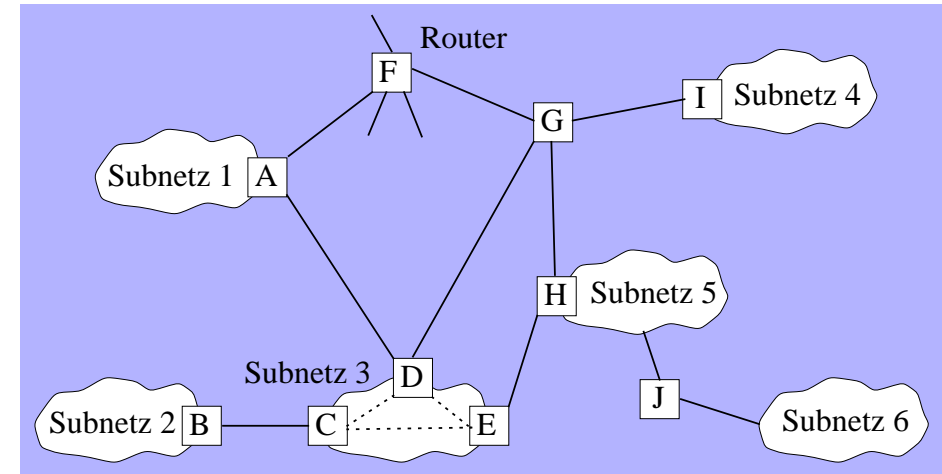 Router
F
Subnetz 4
I
G
Subnetz 1
A
H
Subnetz 5
Subnetz 3
D
J
Subnetz 2
B
C
E
Subnetz 6